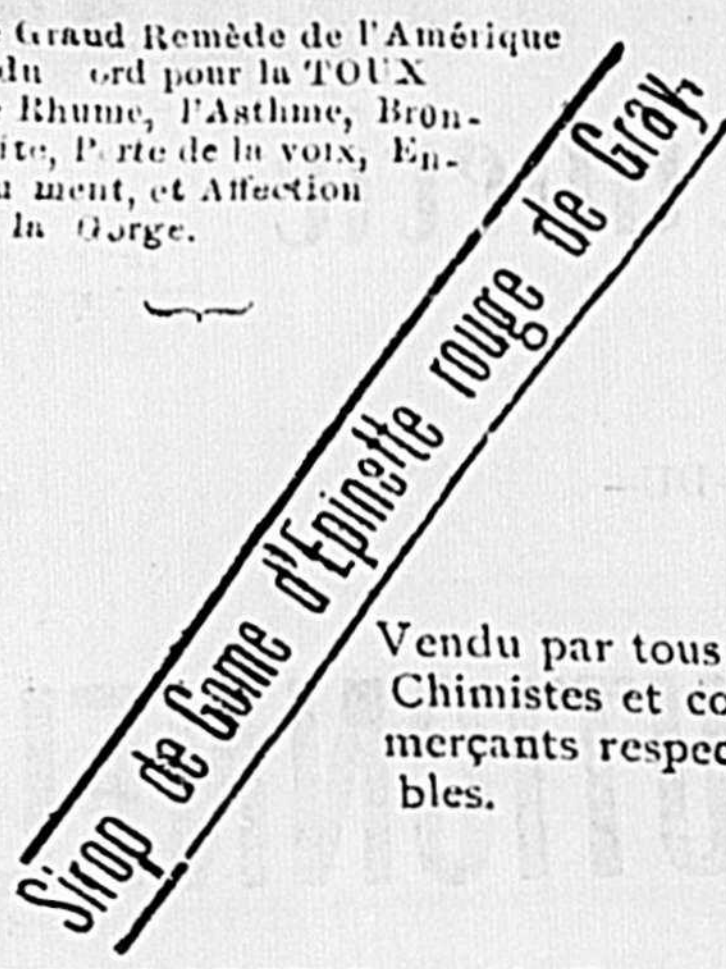 Graud Remède de l'Amérique
du ord pour la TOUX
Rhume, l'Asthme, Bron-
ite, P rte de la voix, En-
ment, et Affection
la Gorge.
Sirop de Gome d'Epinette rouge de Gray,
Vendu par tous
Chimistes et co
merçants respec
bles.